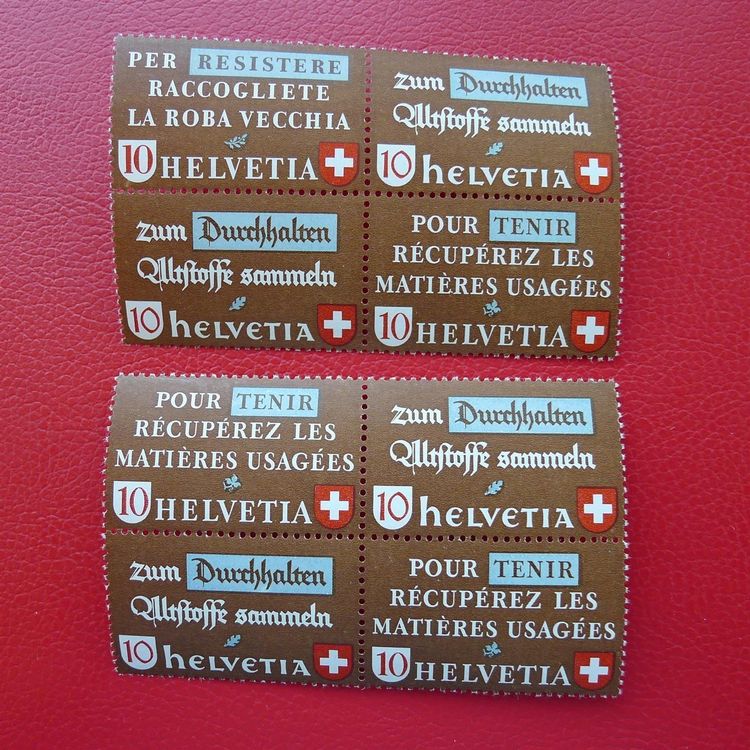 PER RESISTERE
RACCOGLIETE
LA ROBA VECCHIA
10 HELVETIA
zum Durchhalten
Altstoffe sammeln
10 HELVETIA
zum Durchhalten
Altstoffe sammeln
10 HELVETIA
POUR TENIR
RÉCUPÉREZ LES
MATIÈRES USAGÉES
10 HELVETIA
POUR TENIR
RÉCUPÉREZ LES
MATIÈRES USAGÉES
10 HELVETIA
zum Durchhalten
Altstoffe sammeln
10 HELVETIA
zum Durchhalten
Altstoffe sammeln
10 HELVETIA
POUR TENIR
RÉCUPÉREZ LES
MATIÈRES USAGÉES
10 HELVETIA